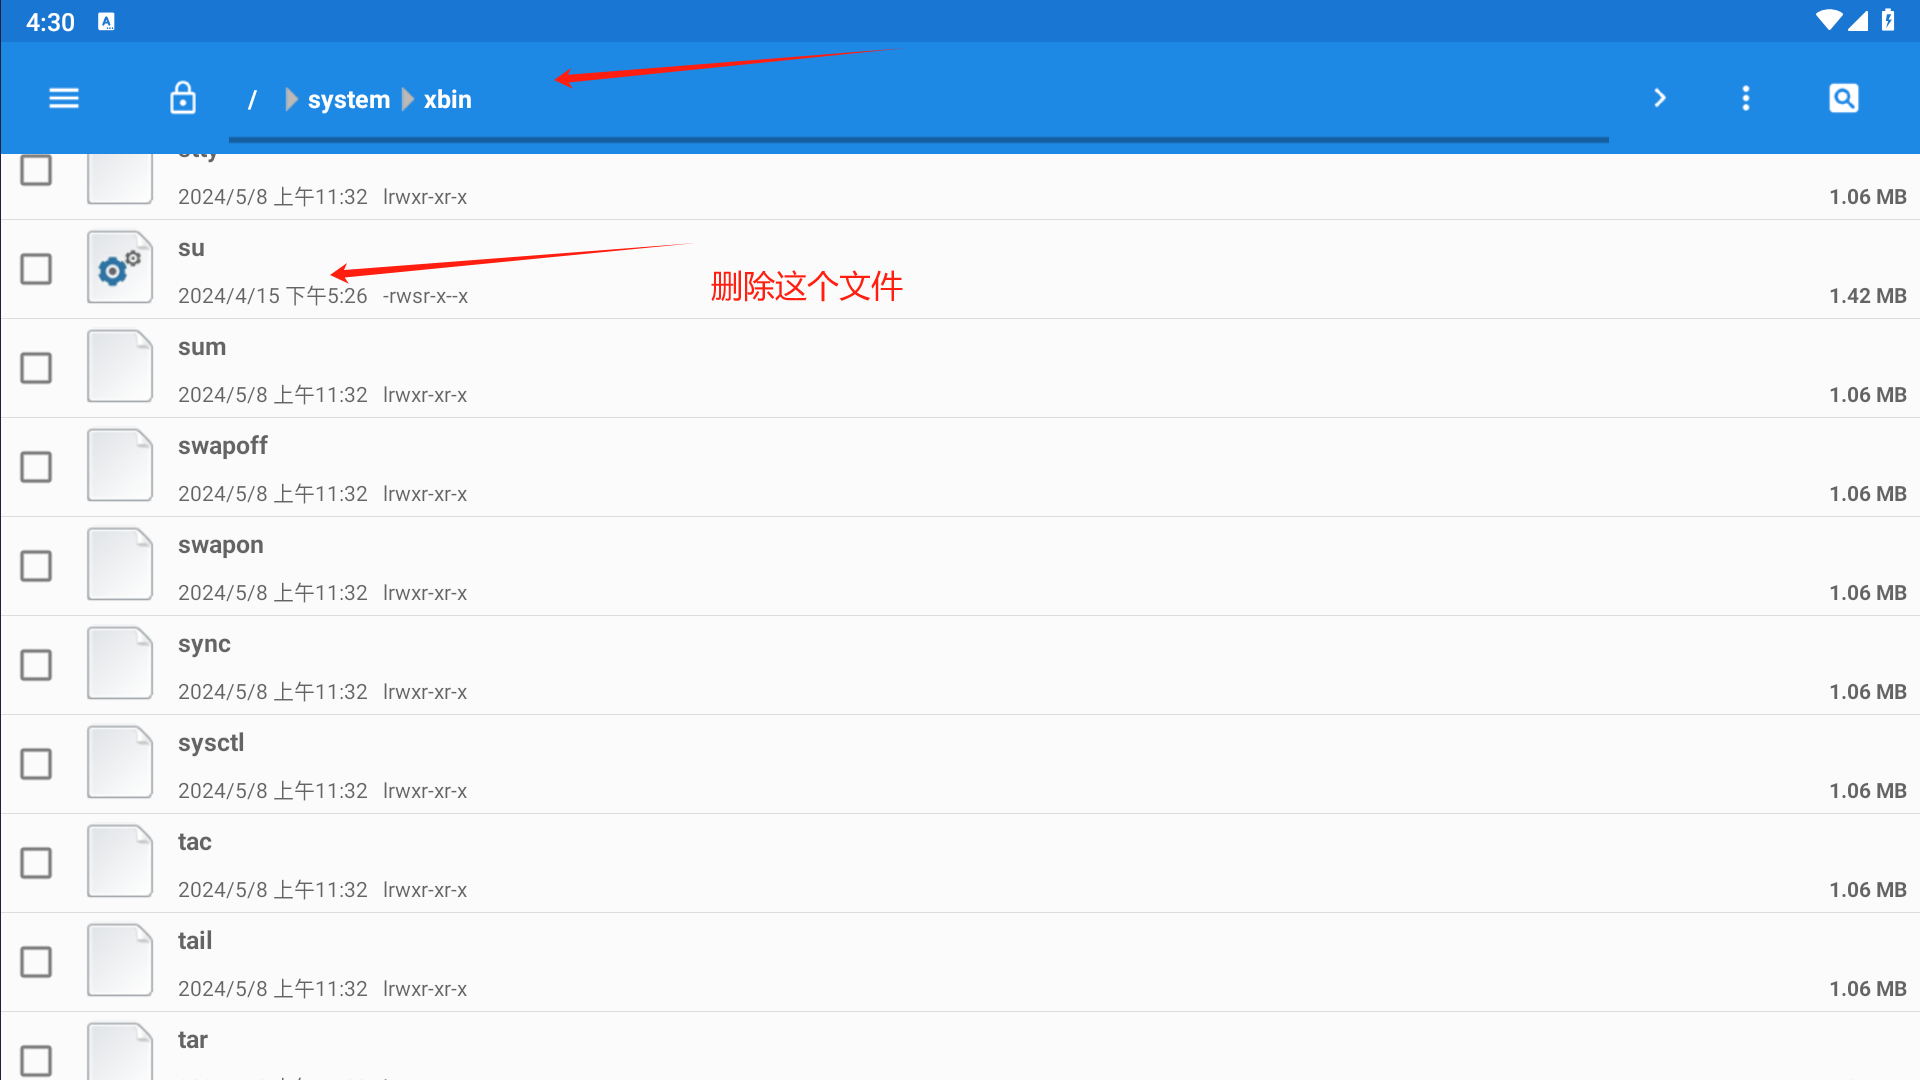 4:30
/ system xbin
2024/5/8 上午11:32 lrwxr-xr-x 1.06 MB
su
2024/4/15 下午5:26 -rwsr-x--x 1.42 MB
删除这个文件
sum
2024/5/8 上午11:32 lrwxr-xr-x 1.06 MB
swapoff
2024/5/8 上午11:32 lrwxr-xr-x 1.06 MB
swapon
2024/5/8 上午11:32 lrwxr-xr-x 1.06 MB
sync
2024/5/8 上午11:32 lrwxr-xr-x 1.06 MB
sysctl
2024/5/8 上午11:32 lrwxr-xr-x 1.06 MB
tac
2024/5/8 上午11:32 lrwxr-xr-x 1.06 MB
tail
2024/5/8 上午11:32 lrwxr-xr-x 1.06 MB
tar